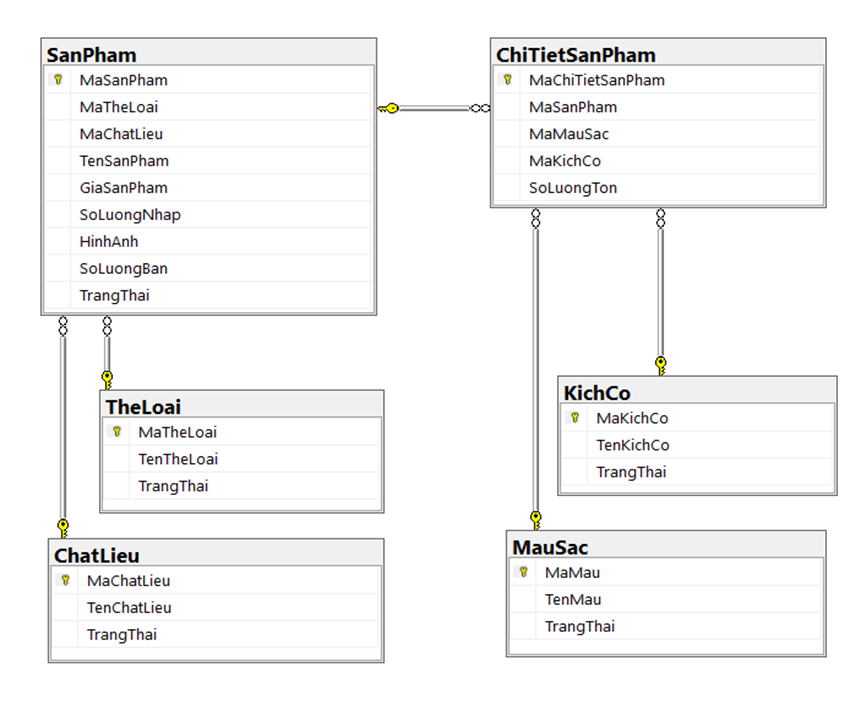 SanPham
MaSanPham
MaTheLoai
MaChatLieu
TenSanPham
GiaSanPham
SoLuongNhap
HinhAnh
SoLuongBan
TrangThai
ChiTietSanPham
MaChiTietSanPham
MaSanPham
MaMauSac
MaKichCo
SoLuongTon
TheLoai
MaTheLoai
TenTheLoai
TrangThai
KichCo
MaKichCo
TenKichCo
TrangThai
ChatLieu
MaChatLieu
TenChatLieu
TrangThai
MauSac
MaMau
TenMau
TrangThai